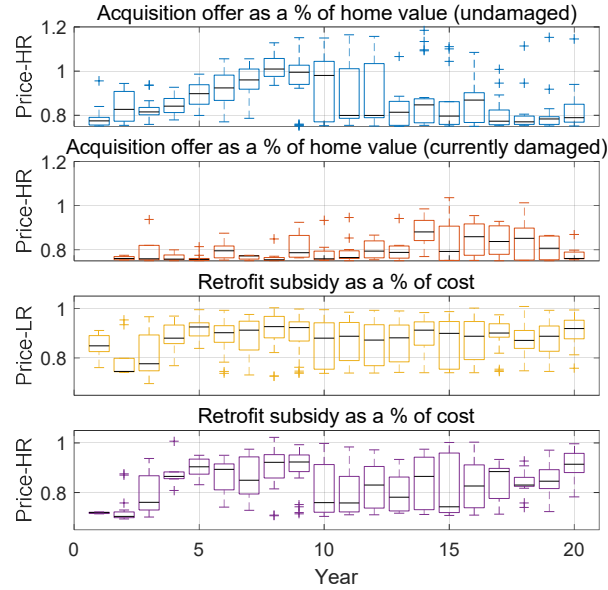 Acquisition offer as a % of home value (undamaged)
1.2
1
0.8
Price-HR
Acquisition offer as a % of home value (currently damaged)
1.2
1
0.8
Price-HR
Retrofit subsidy as a % of cost
1
0.8
Price-LR
Retrofit subsidy as a % of cost
1
0.8
Price-HR
0 5 10 15 20
Year